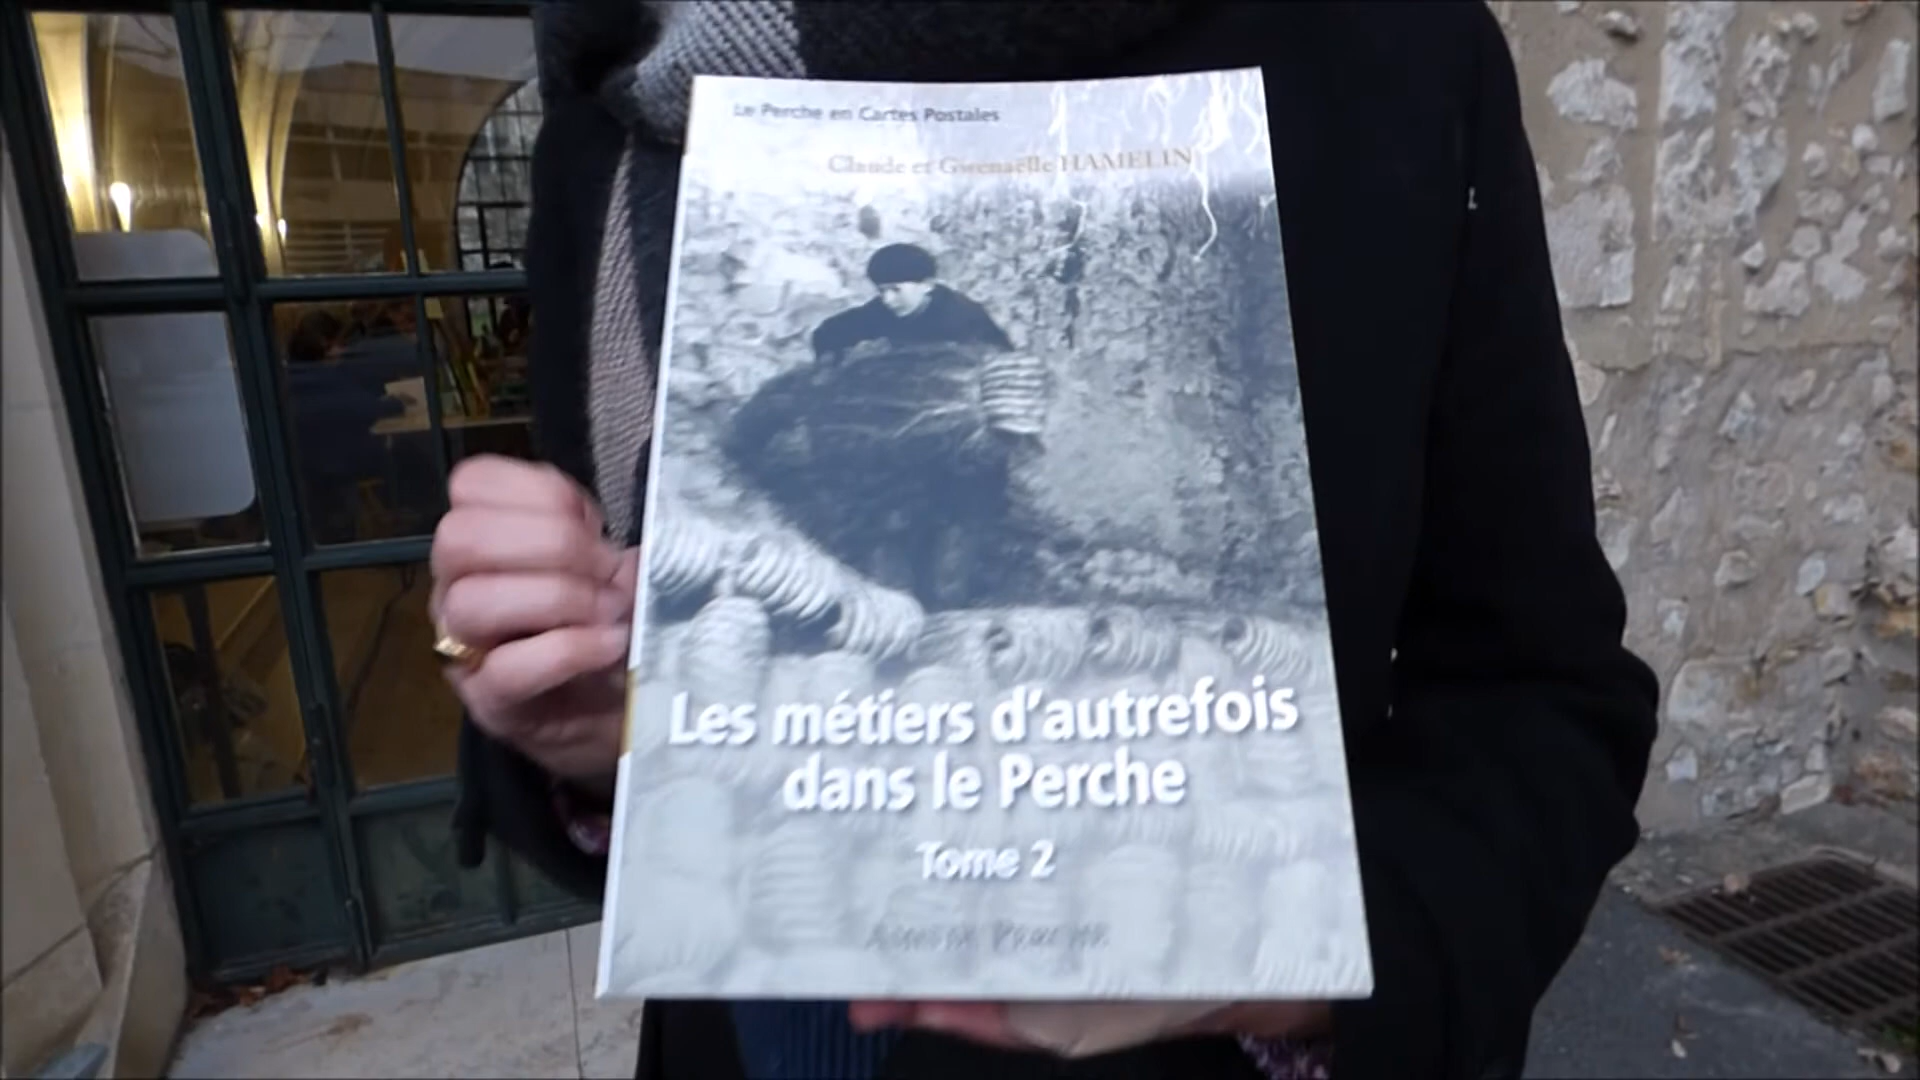 Le Perche en Cartes Postales
Claude et Gwenaëlle HAMELIN
Les métiers d'autrefois
dans le Perche
Tome 2